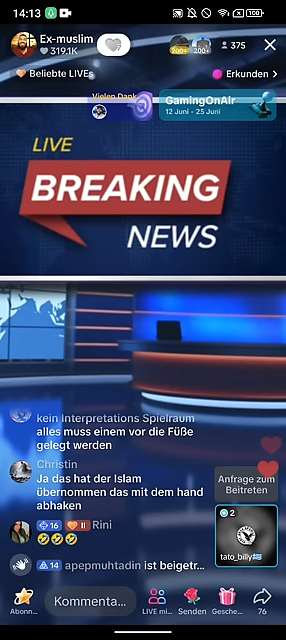 14:13
100
Ex-muslim
319.1K
200+
200+
375
Beliebte LIVEs
Erkunden >
Vielen Dank
GamingOnAir
12 Juni - 25 Juni
LIVE
BREAKING
NEWS
kein Interpretations Spielraum
alles muss einem vor die Füße
gelegt werden
Christin
Ja das hat der Islam
übernommen das mit dem hand
abhaken
Anfrage zum
Beitreten
16 II Rini
🤣🤣🤣
2
tato_billy🇬🇷
14 apepmuhtadin ist beigetr...
Abonn...
Kommenta...
LIVE mi...
Senden
Gesche...
76